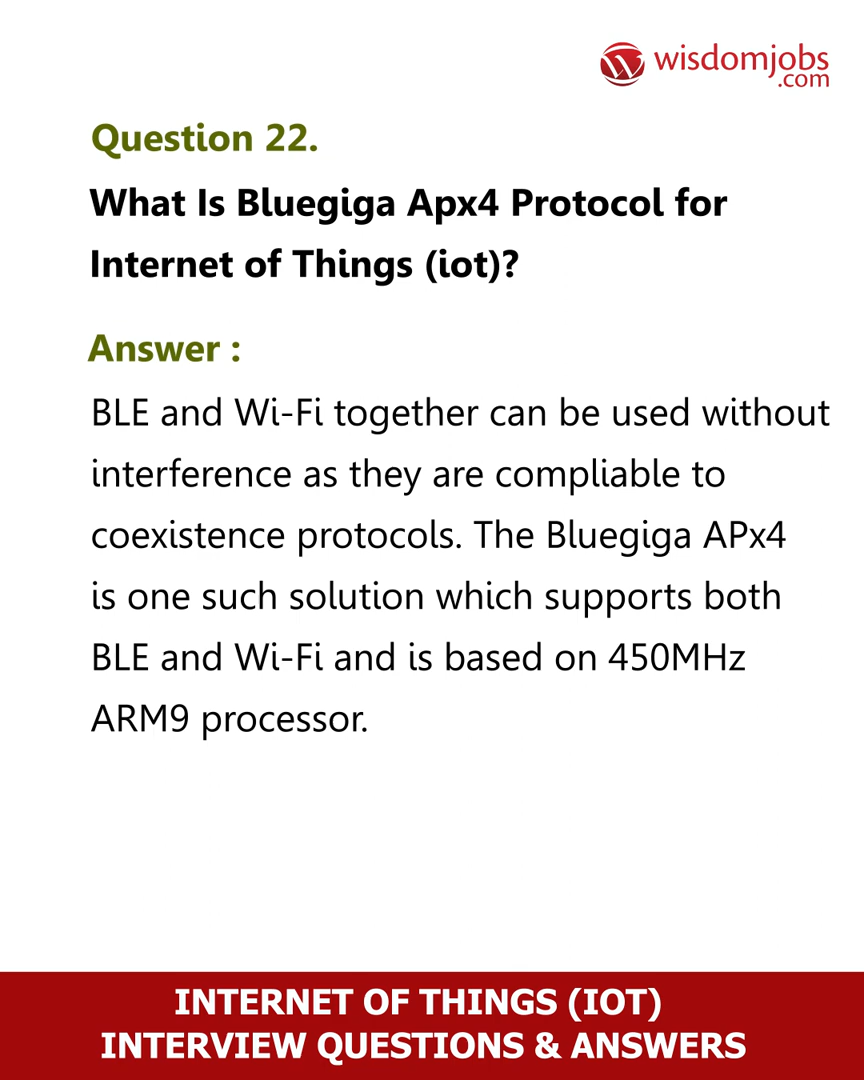 wisdomjobs
.com
Question 22.
What Is Bluegiga Apx4 Protocol for
Internet of Things (iot)?
Answer :
BLE and Wi-Fi together can be used without
interference as they are compliable to
coexistence protocols. The Bluegiga APx4
is one such solution which supports both
BLE and Wi-Fi and is based on 450MHz
ARM9 processor.
INTERNET OF THINGS (IOT)
INTERVIEW QUESTIONS & ANSWERS